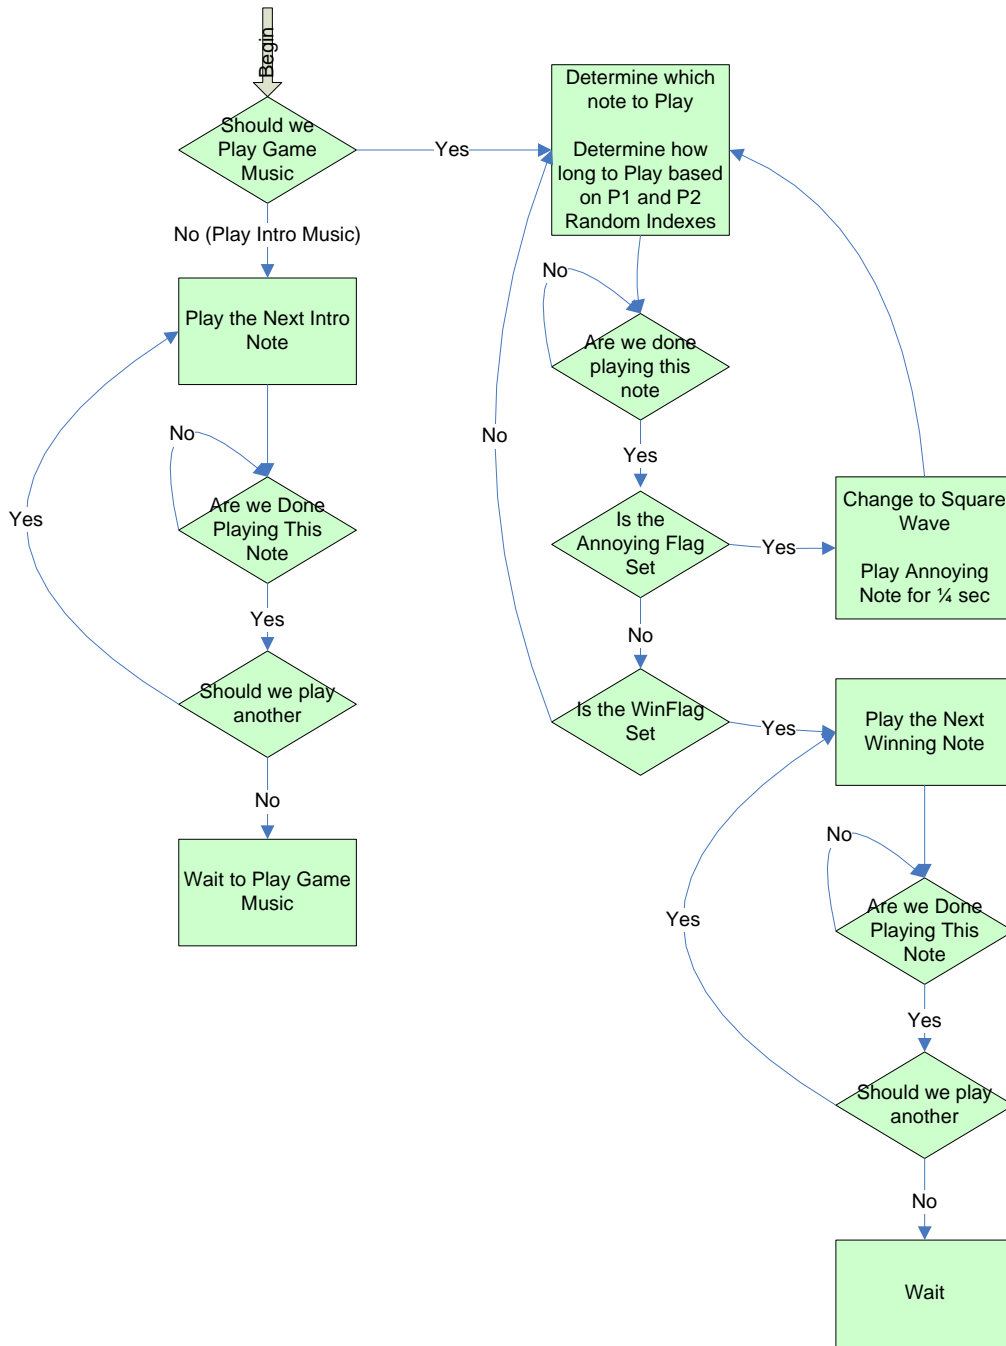 Begin
Should we
Play Game
Music
Yes
No (Play Intro Music)
Play the Next Intro
Note
No
Are we Done
Playing This
Note
Yes
Yes
Should we play
another
No
Wait to Play Game
Music
Determine which
note to Play
Determine how
long to Play based
on P1 and P2
Random Indexes
No
Are we done
playing this
note
No
Yes
Is the
Annoying Flag
Set
Yes
Change to Square
Wave
Play Annoying
Note for ¼ sec
No
Is the WinFlag
Set
Yes
Play the Next
Winning Note
No
Are we Done
Playing This
Note
Yes
Yes
Should we play
another
No
Wait